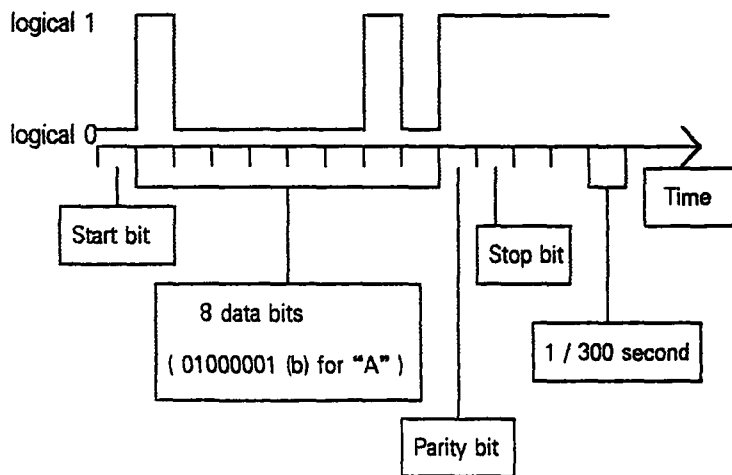 logical 1
logical 0
Time
Start bit
Stop bit
8 data bits
( 01000001 (b) for “A” )
1 / 300 second
Parity bit